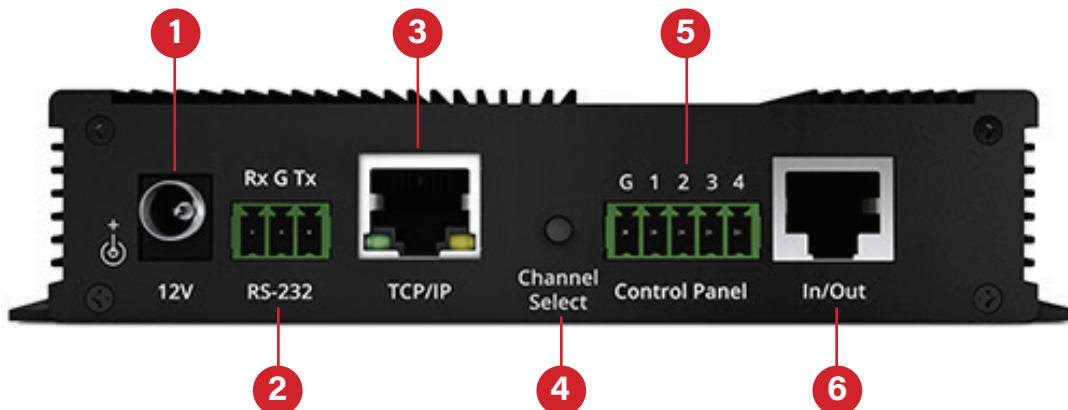 1
3
5
Rx G Tx
G 1 2 3 4
+
12V
RS-232
TCP/IP
Channel
Select
Control Panel
In/Out
2
4
6